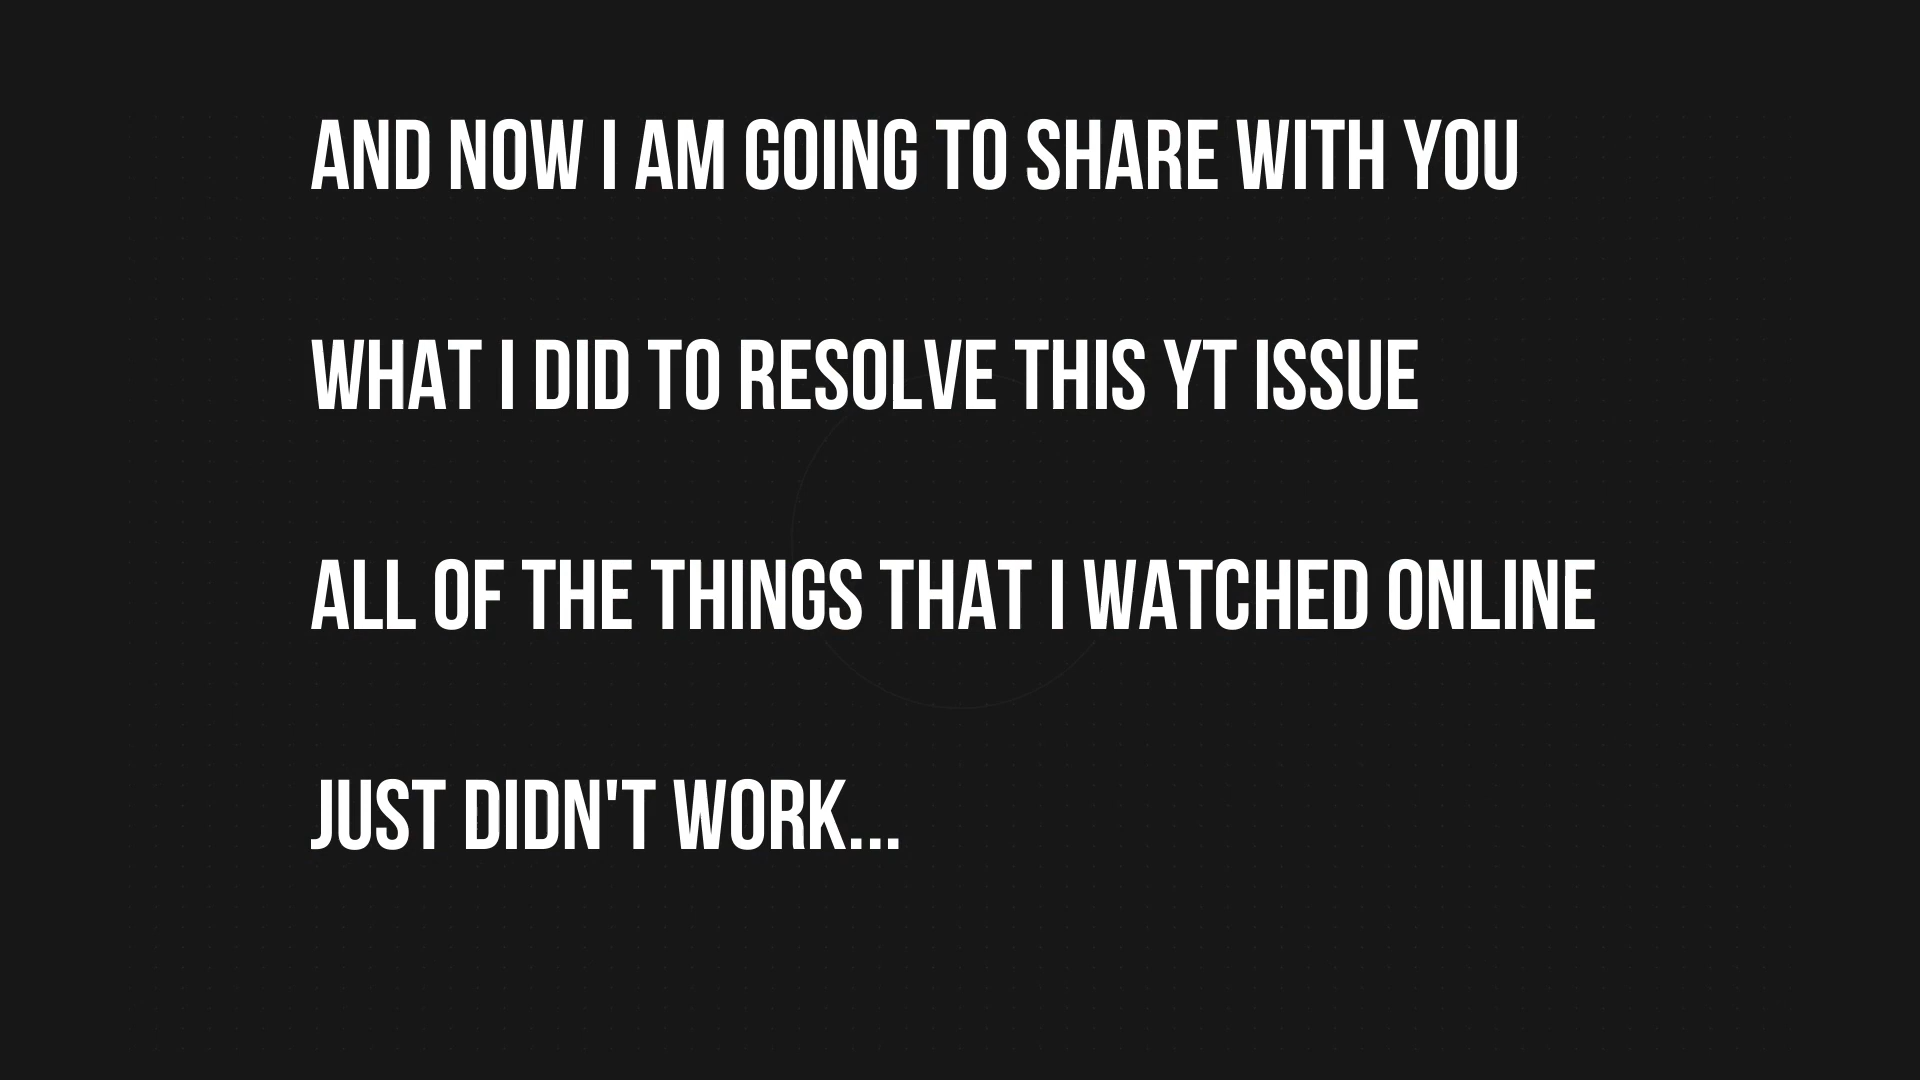 AND NOW I AM GOING TO SHARE WITH YOU
WHAT I DID TO RESOLVE THIS YT ISSUE
ALL OF THE THINGS THAT I WATCHED ONLINE
JUST DIDN'T WORK...